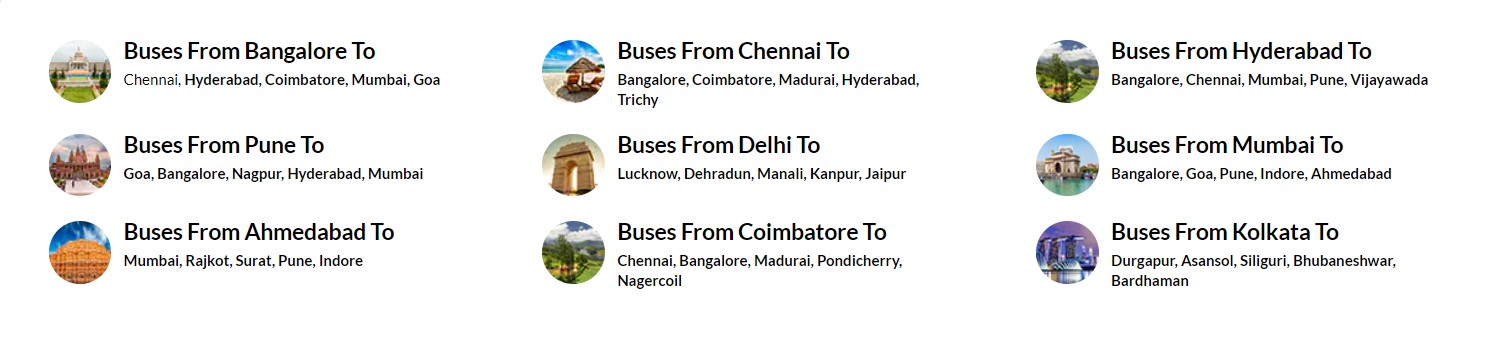 Buses From Bangalore To
Chennai, Hyderabad, Coimbatore, Mumbai, Goa
Buses From Chennai To
Bangalore, Coimbatore, Madurai, Hyderabad,
Trichy
Buses From Hyderabad To
Bangalore, Chennai, Mumbai, Pune, Vijayawada
Buses From Pune To
Goa, Bangalore, Nagpur, Hyderabad, Mumbai
Buses From Delhi To
Lucknow, Dehradun, Manali, Kanpur, Jaipur
Buses From Mumbai To
Bangalore, Goa, Pune, Indore, Ahmedabad
Buses From Ahmedabad To
Mumbai, Rajkot, Surat, Pune, Indore
Buses From Coimbatore To
Chennai, Bangalore, Madurai, Pondicherry,
Nagercoil
Buses From Kolkata To
Durgapur, Asansol, Siliguri, Bhubaneshwar,
Bardhaman